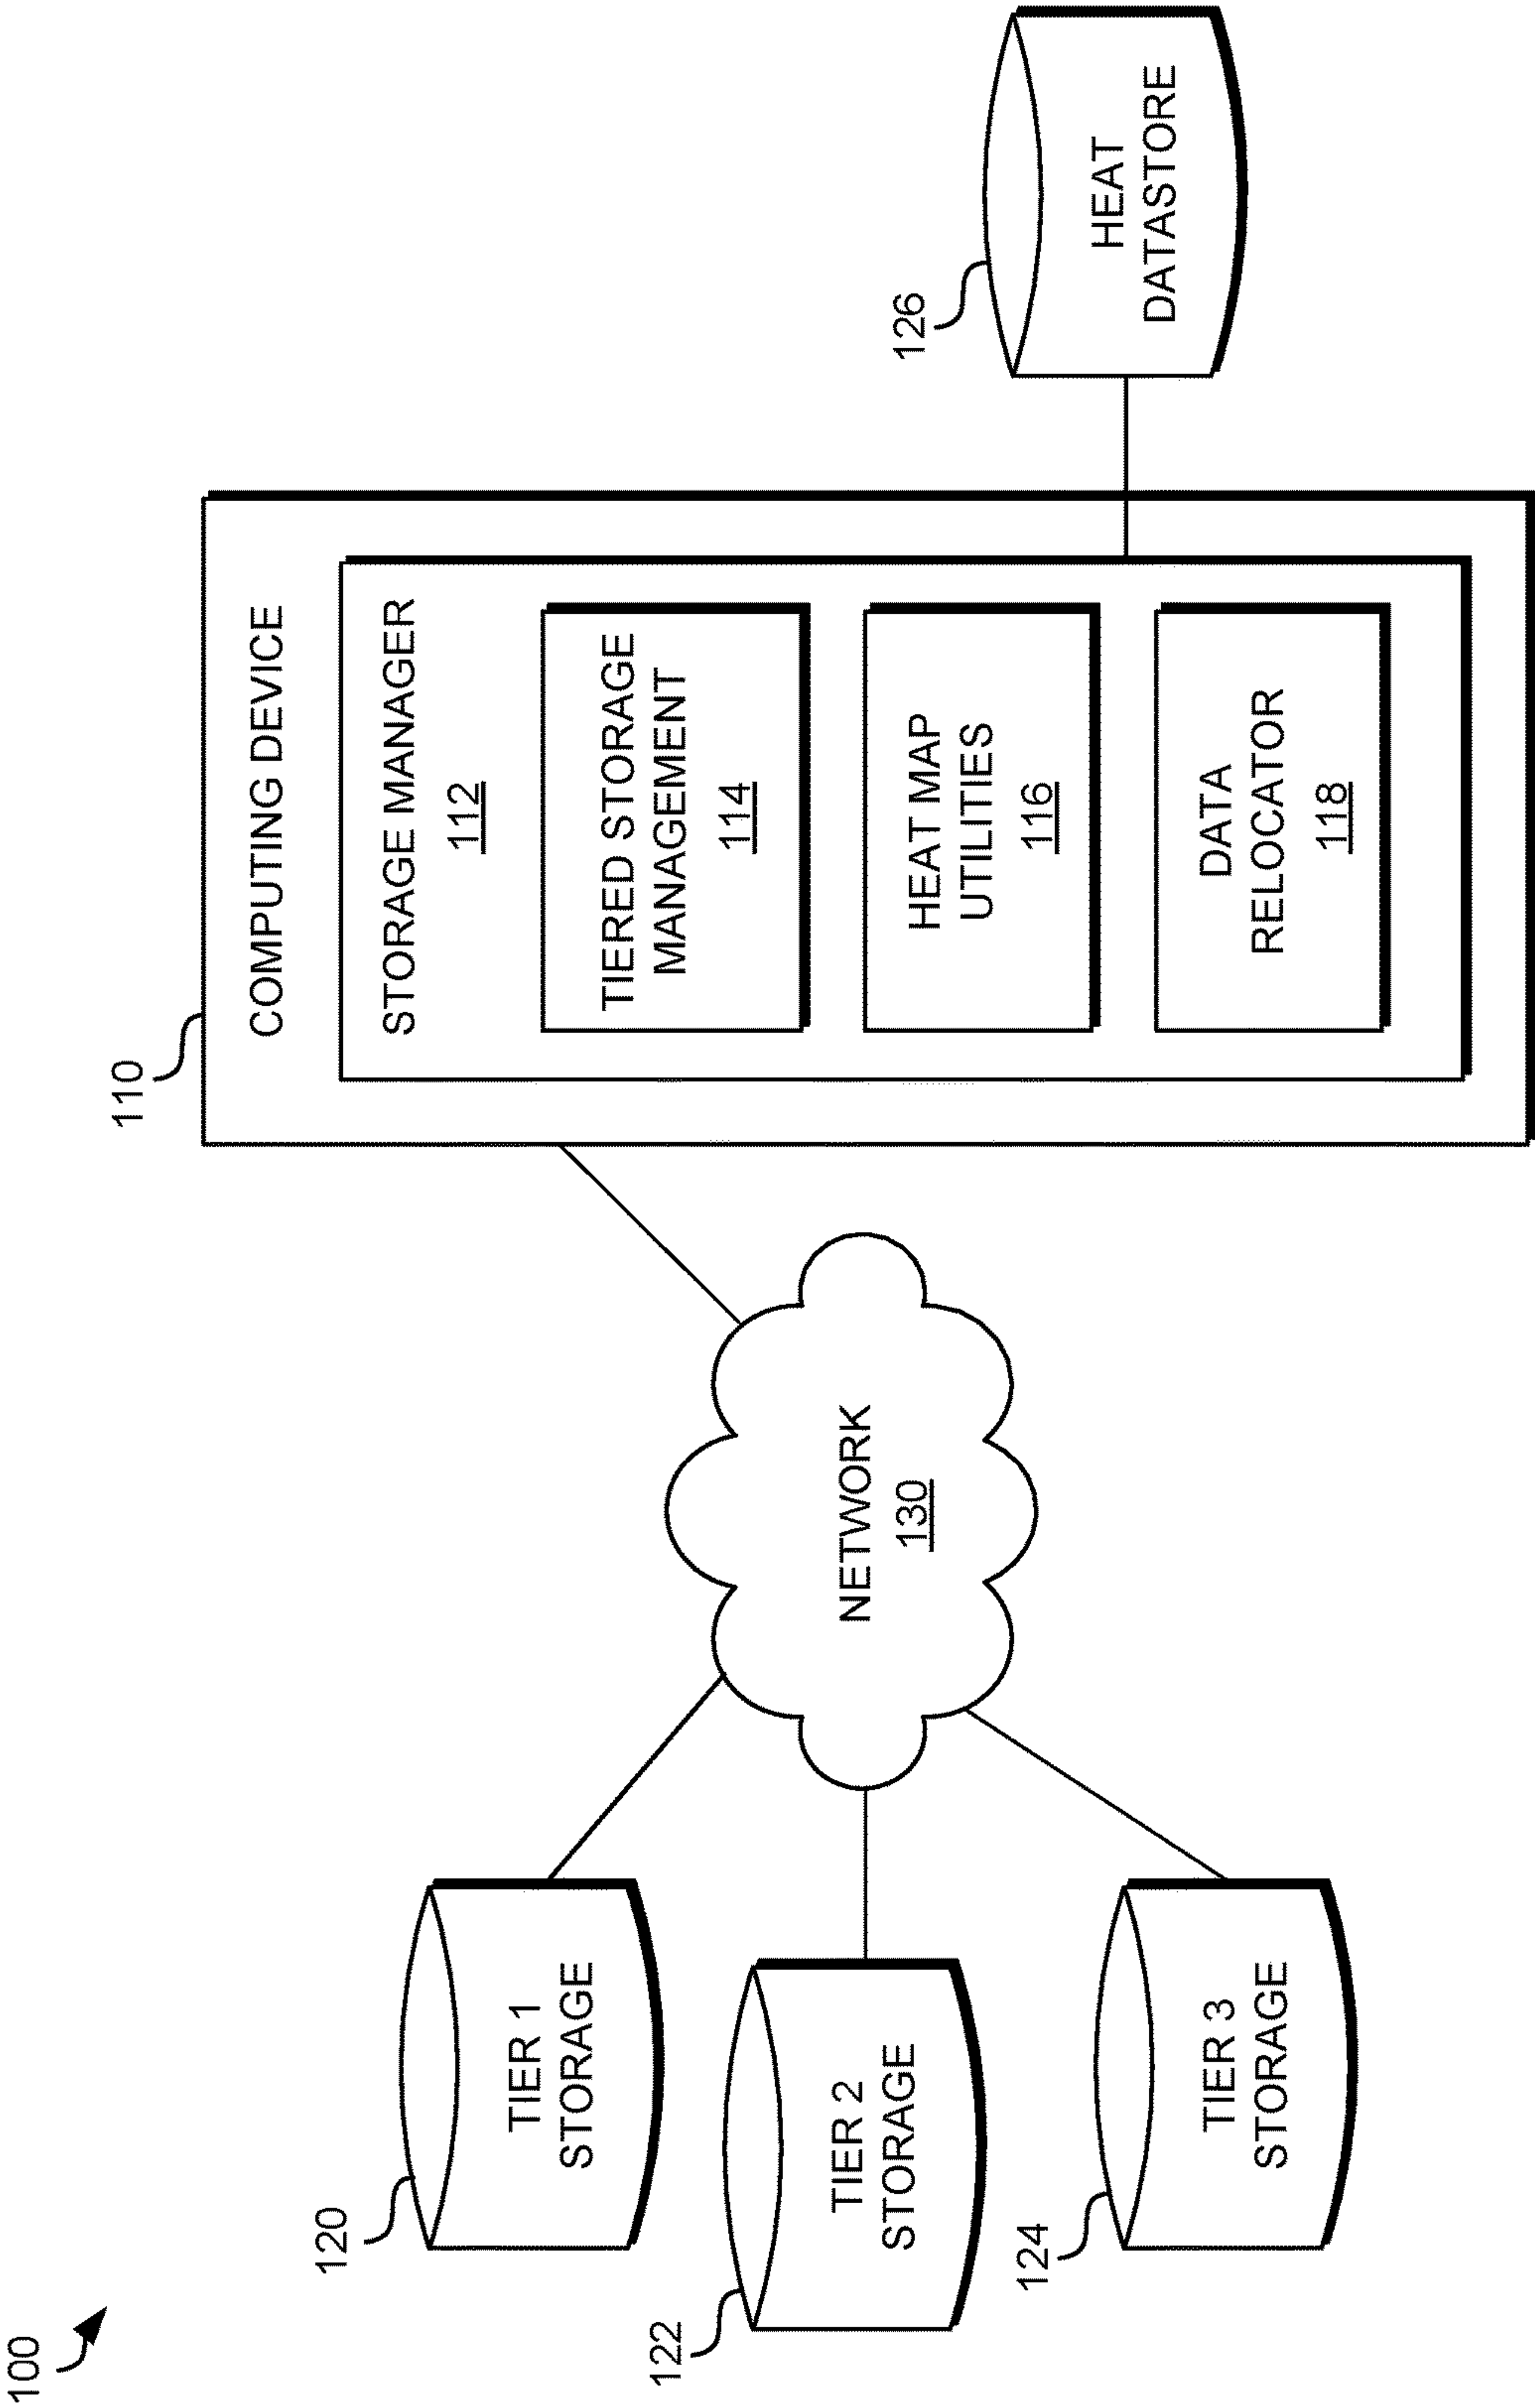 100
120
TIER 1
STORAGE
122
TIER 2
STORAGE
124
TIER 3
STORAGE
NETWORK
130
110
COMPUTING DEVICE
STORAGE MANAGER
112
TIERED STORAGE
MANAGEMENT
114
HEAT MAP
UTILITIES
116
DATA
RELOCATOR
118
126
HEAT
DATASTORE